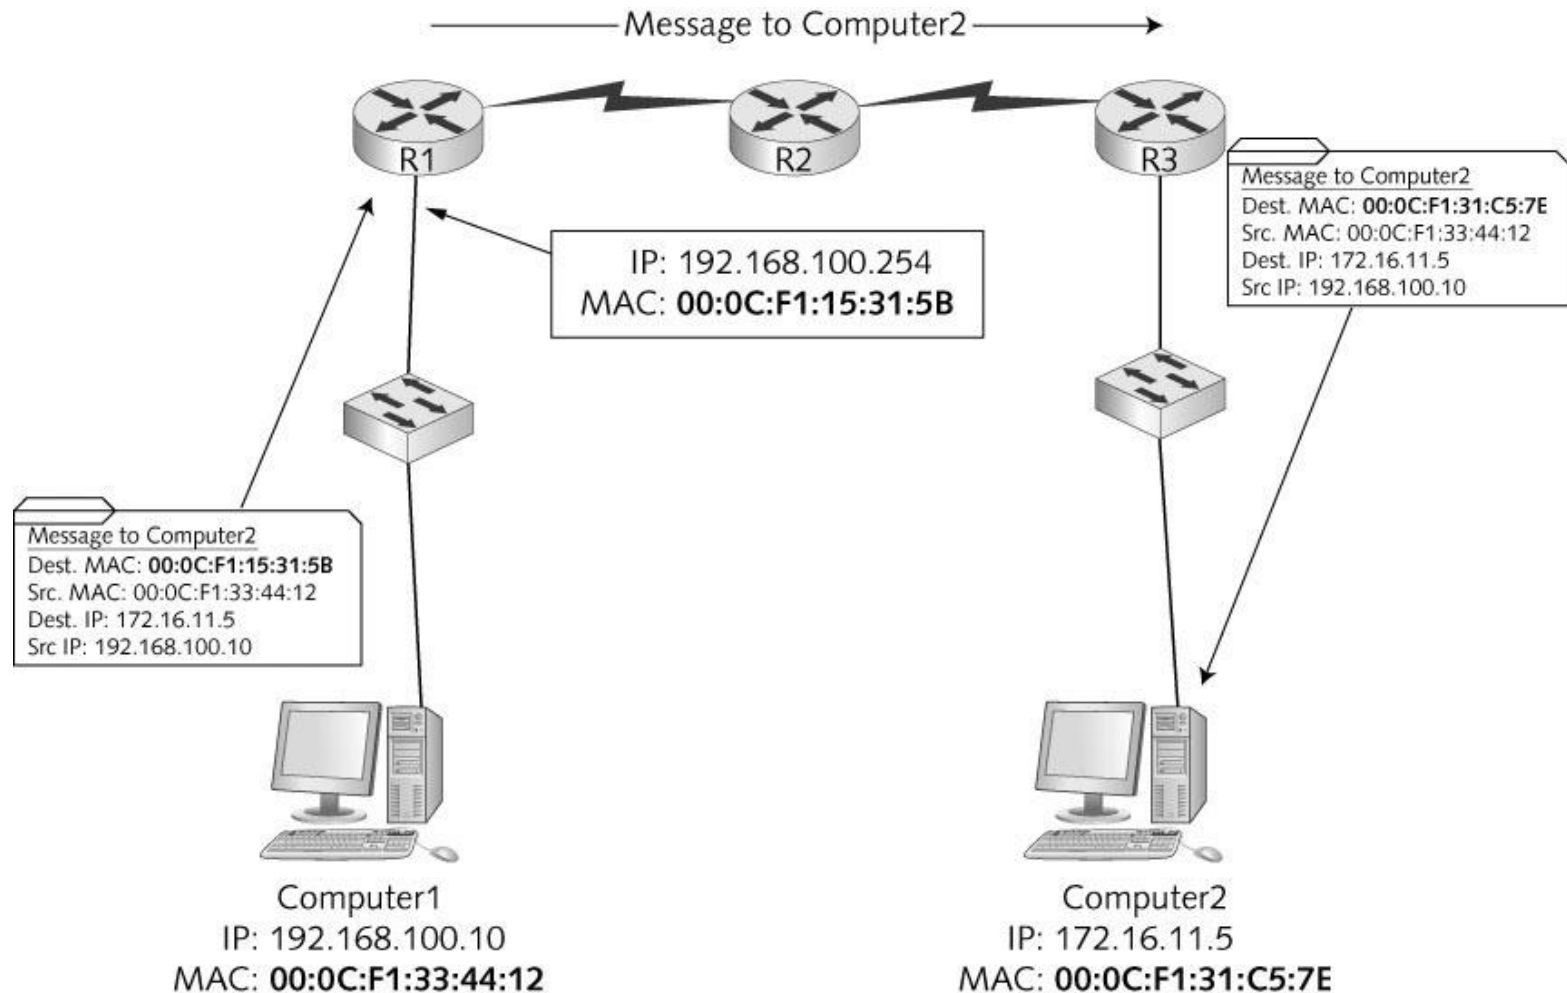 Message to Computer2
R1
R2
R3
Message to Computer2
Dest. MAC: 00:0C:F1:31:C5:7E
Src. MAC: 00:0C:F1:33:44:12
Dest. IP: 172.16.11.5
Src IP: 192.168.100.10
IP: 192.168.100.254
MAC: 00:0C:F1:15:31:5B
Message to Computer2
Dest. MAC: 00:0C:F1:15:31:5B
Src. MAC: 00:0C:F1:33:44:12
Dest. IP: 172.16.11.5
Src IP: 192.168.100.10
Computer1
IP: 192.168.100.10
MAC: 00:0C:F1:33:44:12
Computer2
IP: 172.16.11.5
MAC: 00:0C:F1:31:C5:7E